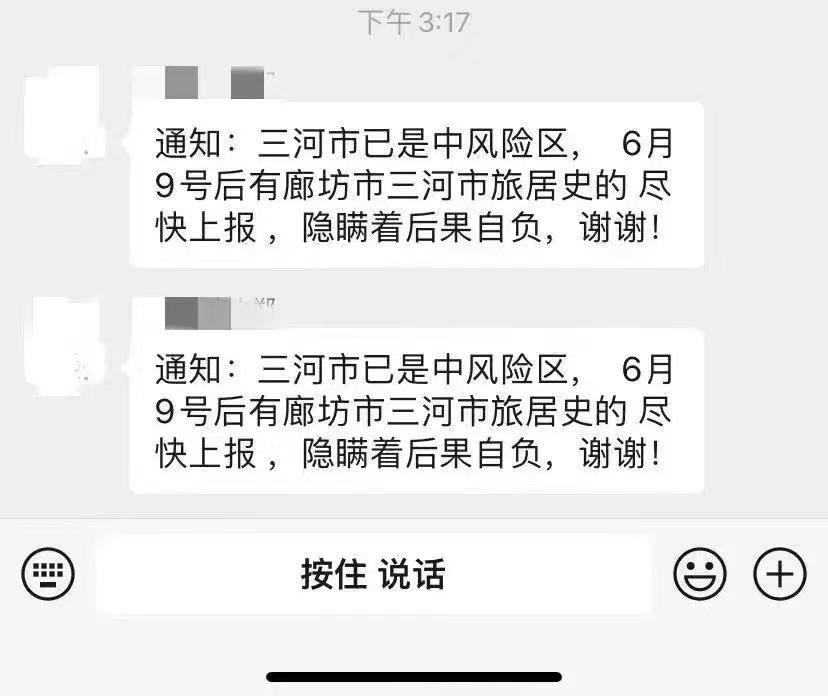 下午 3:17
通知：三河市已是中风险区， 6月
9号后有廊坊市三河市旅居史的 尽
快上报 ，隐瞒着后果自负，谢谢！
通知：三河市已是中风险区， 6月
9号后有廊坊市三河市旅居史的 尽
快上报 ，隐瞒着后果自负，谢谢！
按住 说话